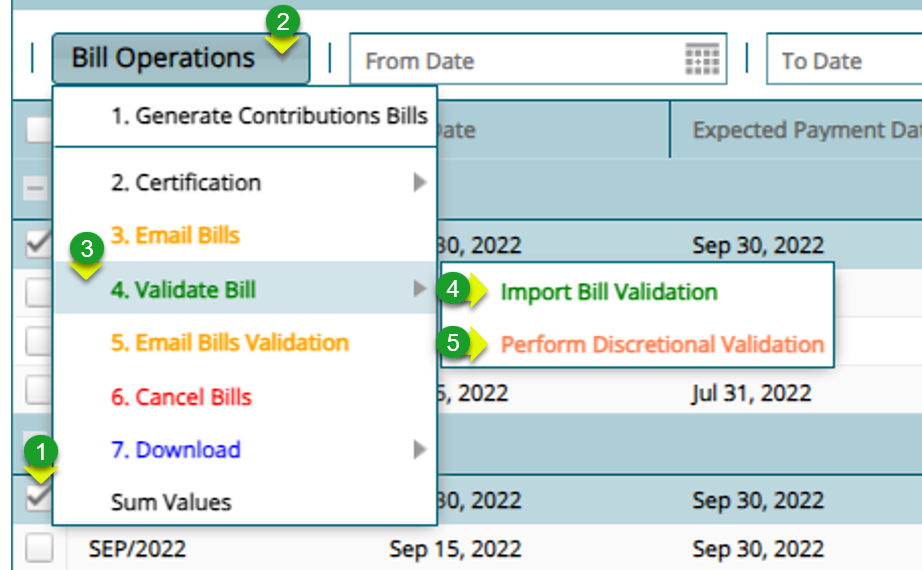 2
Bill Operations
From Date
To Date
1. Generate Contributions Bills
Date
Expected Payment Dat
2. Certification
3. Email Bills
30, 2022
Sep 30, 2022
3
4. Validate Bill
4
Import Bill Validation
5. Email Bills Validation
5
Perform Discretional Validation
6. Cancel Bills
5, 2022
Jul 31, 2022
7. Download
1
Sum Values
30, 2022
Sep 30, 2022
SEP/2022
Sep 15, 2022
Sep 30, 2022